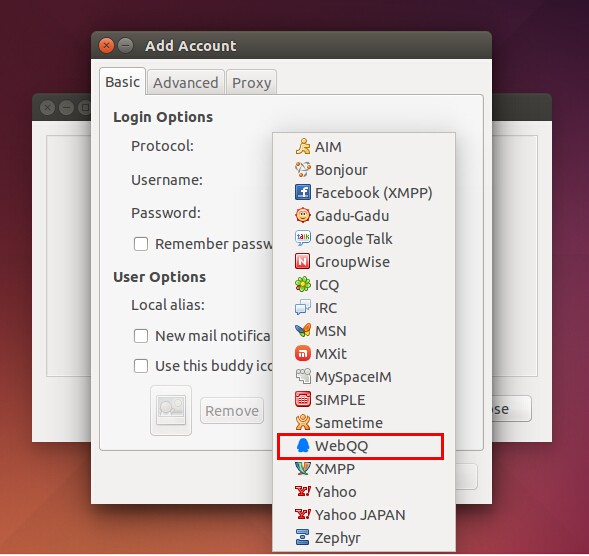 Add Account
Basic
Advanced
Proxy
Login Options
Protocol:
Username:
Password:
Remember passw
User Options
Local alias:
New mail notifica
Use this buddy ico
Remove
AIM
Bonjour
Facebook (XMPP)
Gadu-Gadu
Google Talk
GroupWise
ICQ
IRC
MSN
MXit
MySpaceIM
SIMPLE
Sametime
WebQQ
XMPP
Yahoo
Yahoo JAPAN
Zephyr
ose